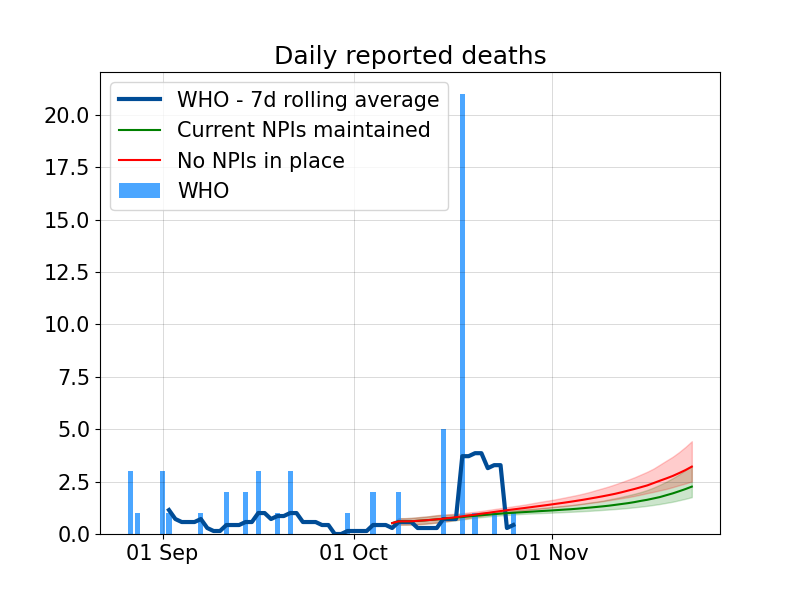 Daily reported deaths
WHO - 7d rolling average
Current NPIs maintained
No NPIs in place
WHO
20.0
17.5
15.0
12.5
10.0
7.5
5.0
2.5
0.0
01 Sep
01 Oct
01 Nov